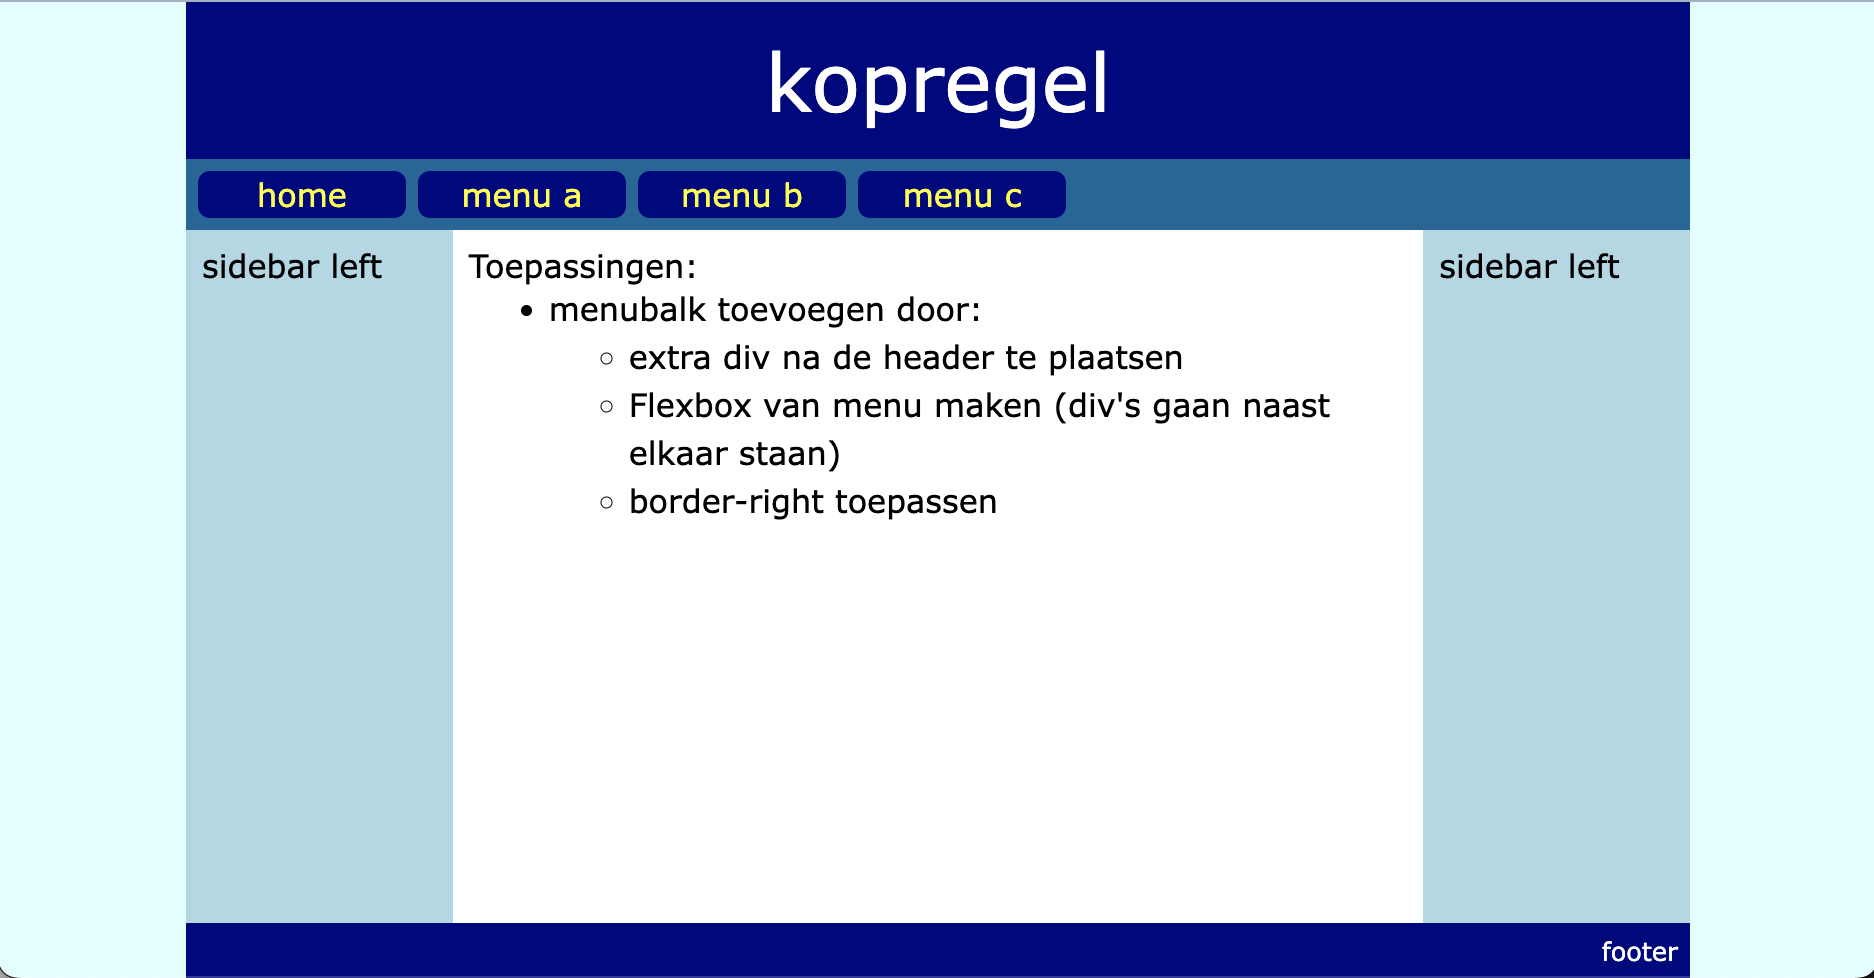 kopregel
home menu a menu b menu c
sidebar left
Toepassingen:
menubalk toevoegen door:
extra div na de header te plaatsen
Flexbox van menu maken (div's gaan naast
elkaar staan)
border-right toepassen
sidebar left
footer